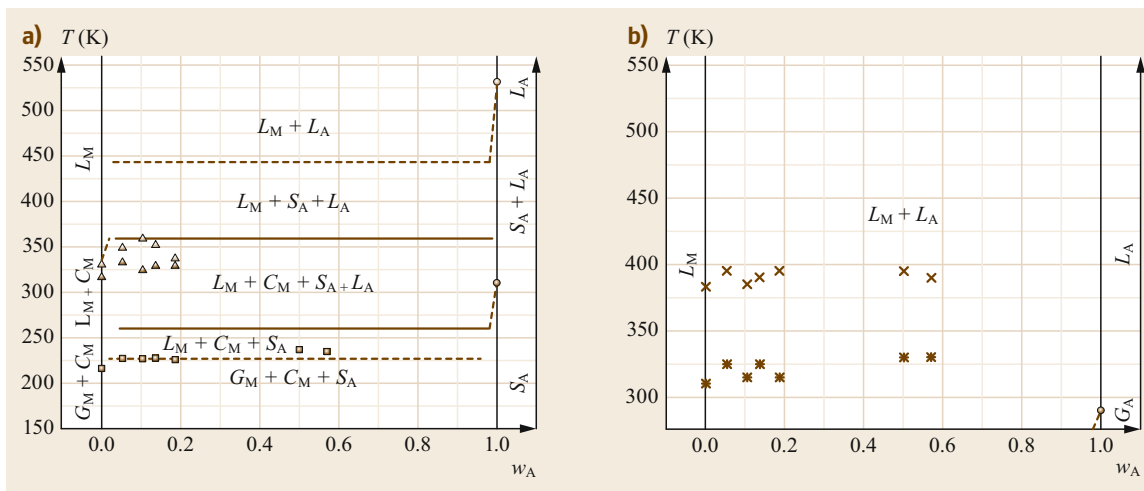 a) T (K)
550
500
450
400
350
300
250
200
150
L_M
L_M + C_M
G_M + C_M
L_M + L_A
L_M + S_A + L_A
L_M + C_M + S_A + L_A
L_M + C_M + S_A
G_M + C_M + S_A
L_A
S_A + L_A
S_A
0.0 0.2 0.4 0.6 0.8 1.0
w_A
b) T (K)
550
500
450
400
350
300
L_M
L_M + L_A
L_A
G_A
0.0 0.2 0.4 0.6 0.8 1.0
w_A